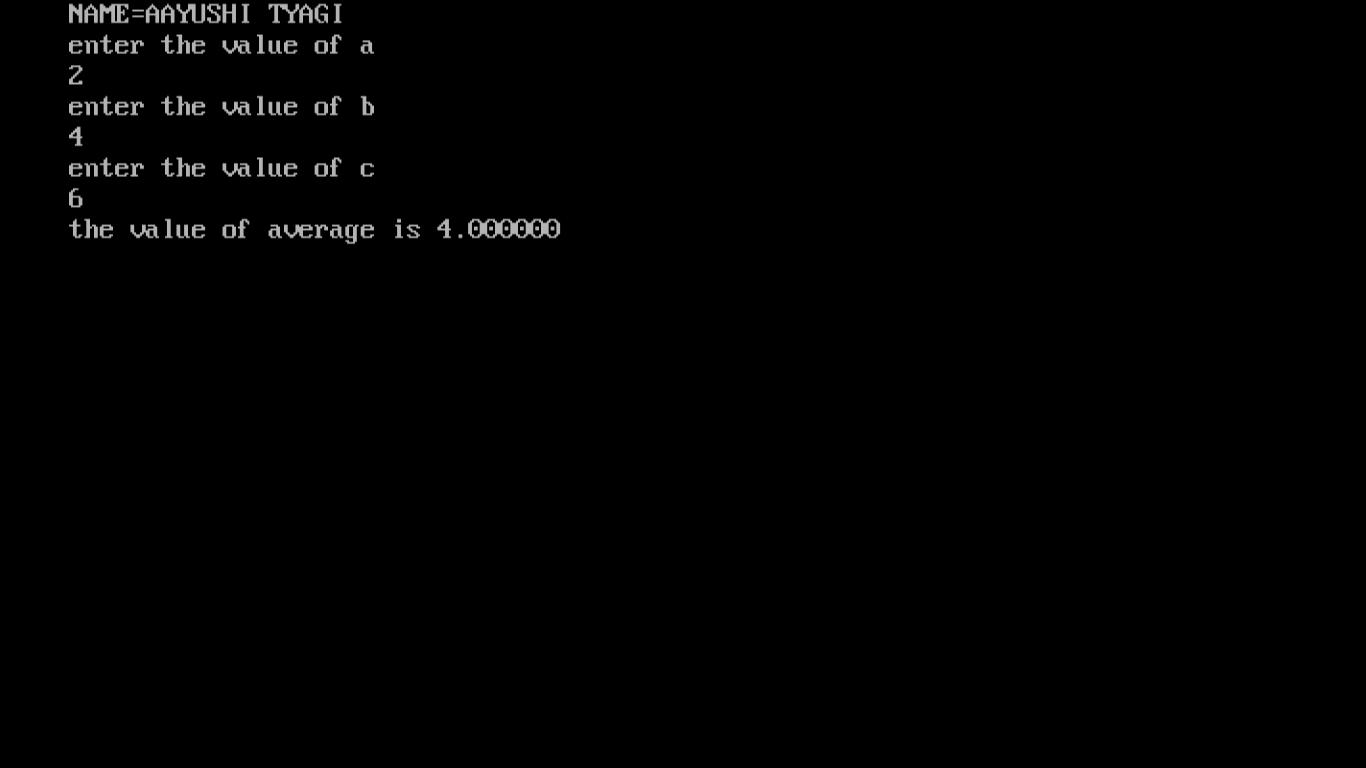 NAME=AAYUSHI TYAGI
enter the value of a
2
enter the value of b
4
enter the value of c
6
the value of average is 4.000000